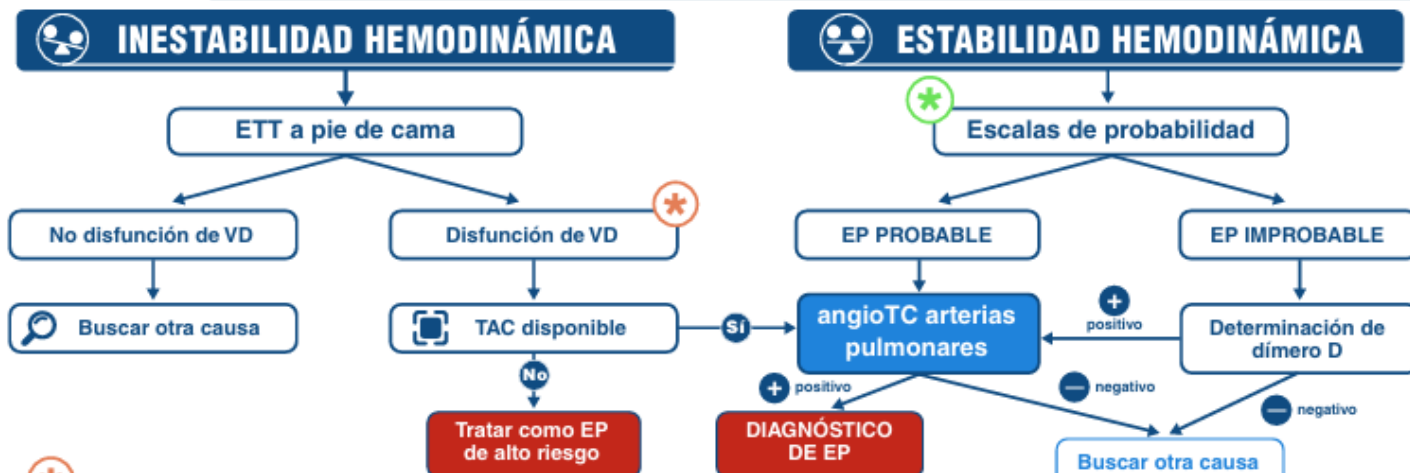 INESTABILIDAD HEMODINÁMICA
ESTABILIDAD HEMODINÁMICA
ETT a pie de cama
Escalas de probabilidad
No disfunción de VD
Disfunción de VD
EP PROBABLE
EP IMPROBABLE
Buscar otra causa
TAC disponible
Sí
angioTC arterias
pulmonares
positivo
Determinación de
dímero D
No
positivo
negativo
negativo
Tratar como EP
de alto riesgo
DIAGNÓSTICO
DE EP
Buscar otra causa